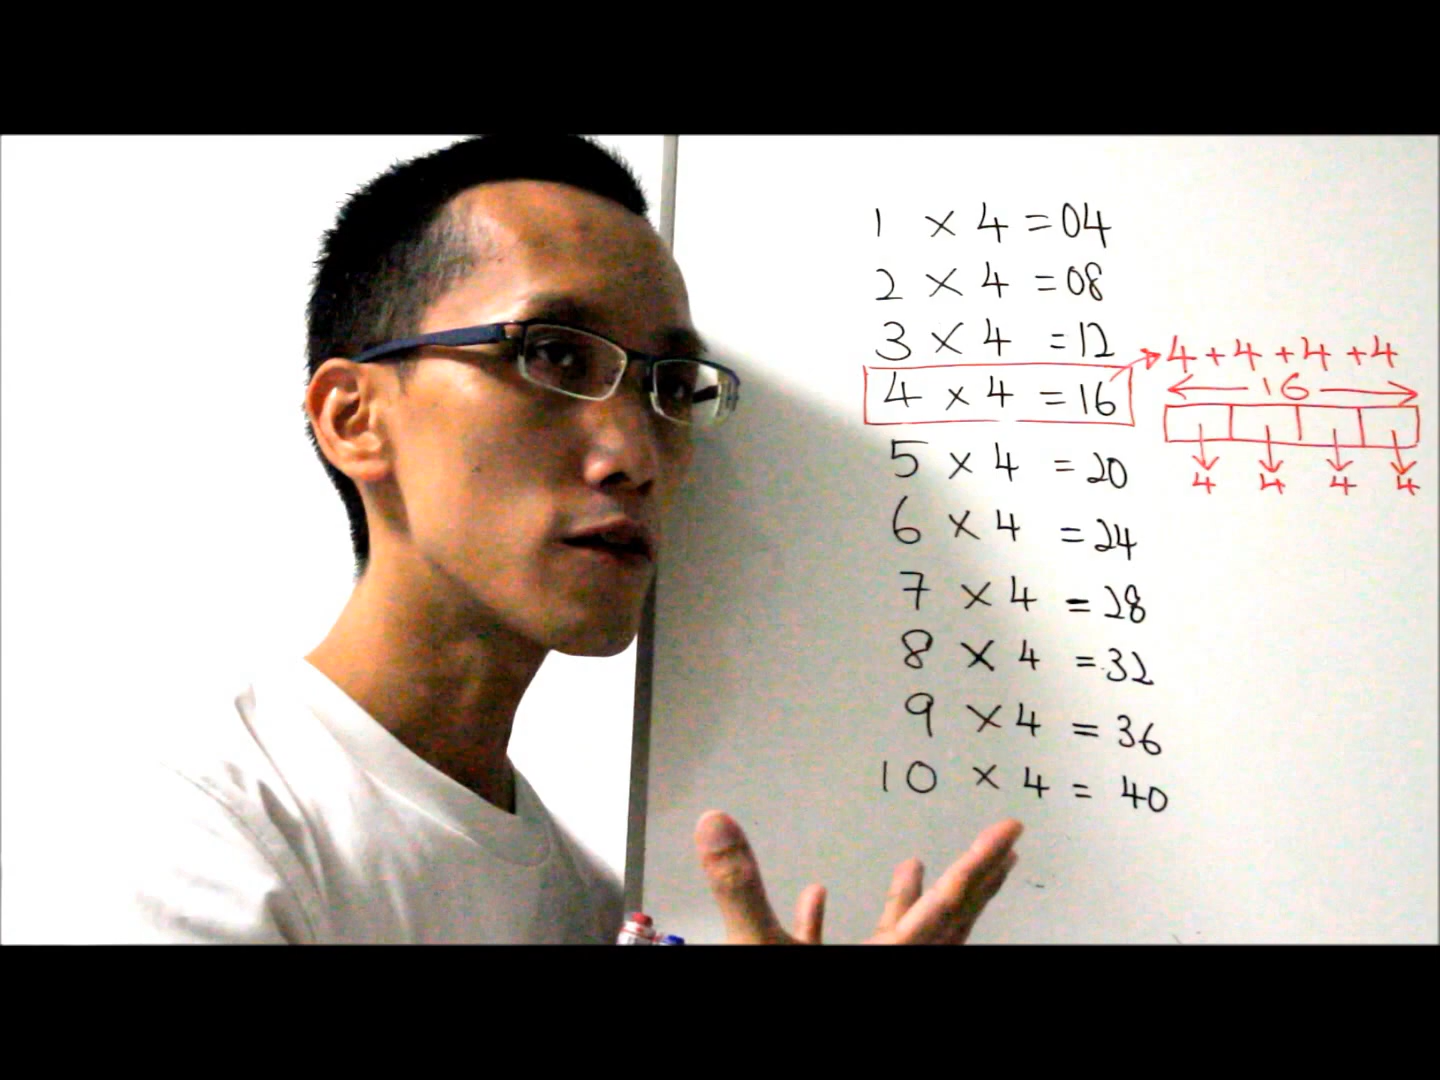 1 × 4 = 04
2 × 4 = 08
3 × 4 = 12
4 × 4 = 16
5 × 4 = 20
6 × 4 = 24
7 × 4 = 28
8 × 4 = 32
9 × 4 = 36
10 × 4 = 40
4 + 4 + 4 + 4
16
4 4 4 4